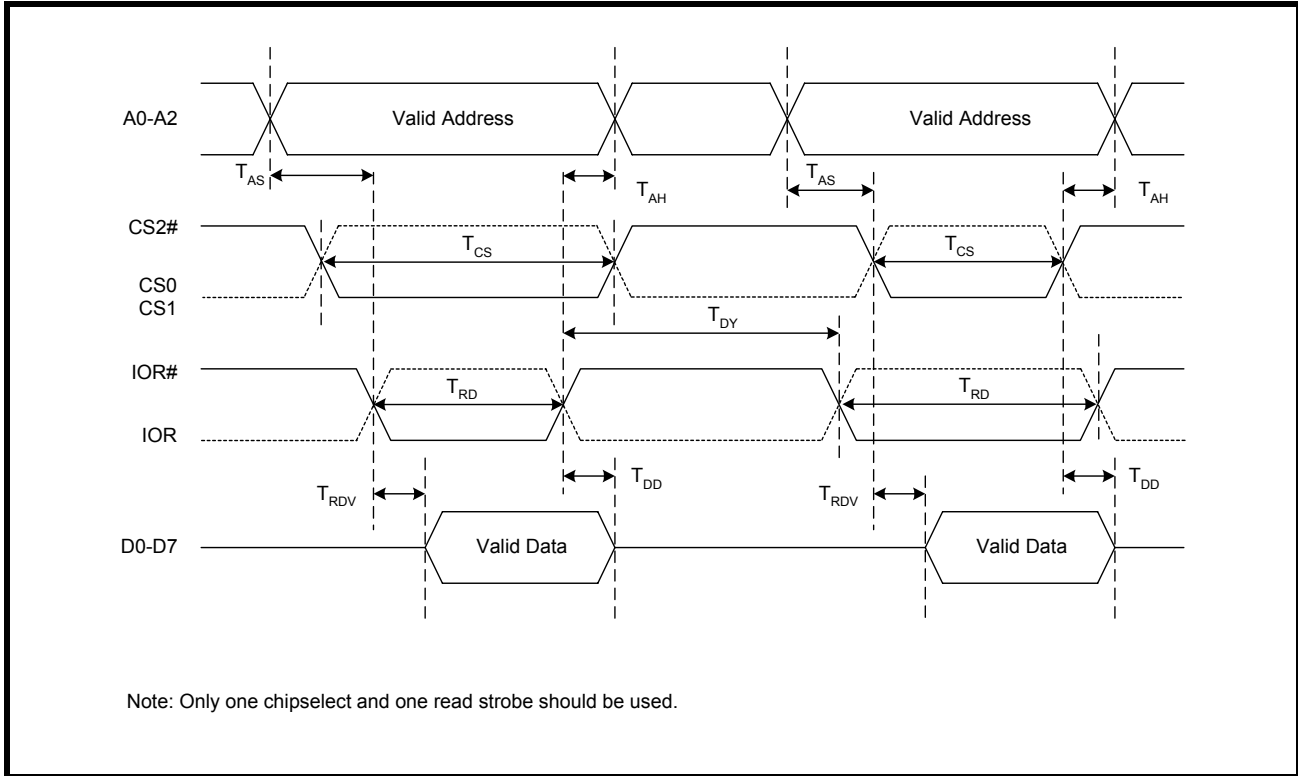 A0-A2
Valid Address
Valid Address
TAS
TAH
TAS
TAH
CS2#
TCS
TCS
CS0
CS1
TDY
IOR#
TRD
TRD
IOR
TRDV
TDD
TRDV
TDD
D0-D7
Valid Data
Valid Data
Note: Only one chipselect and one read strobe should be used.